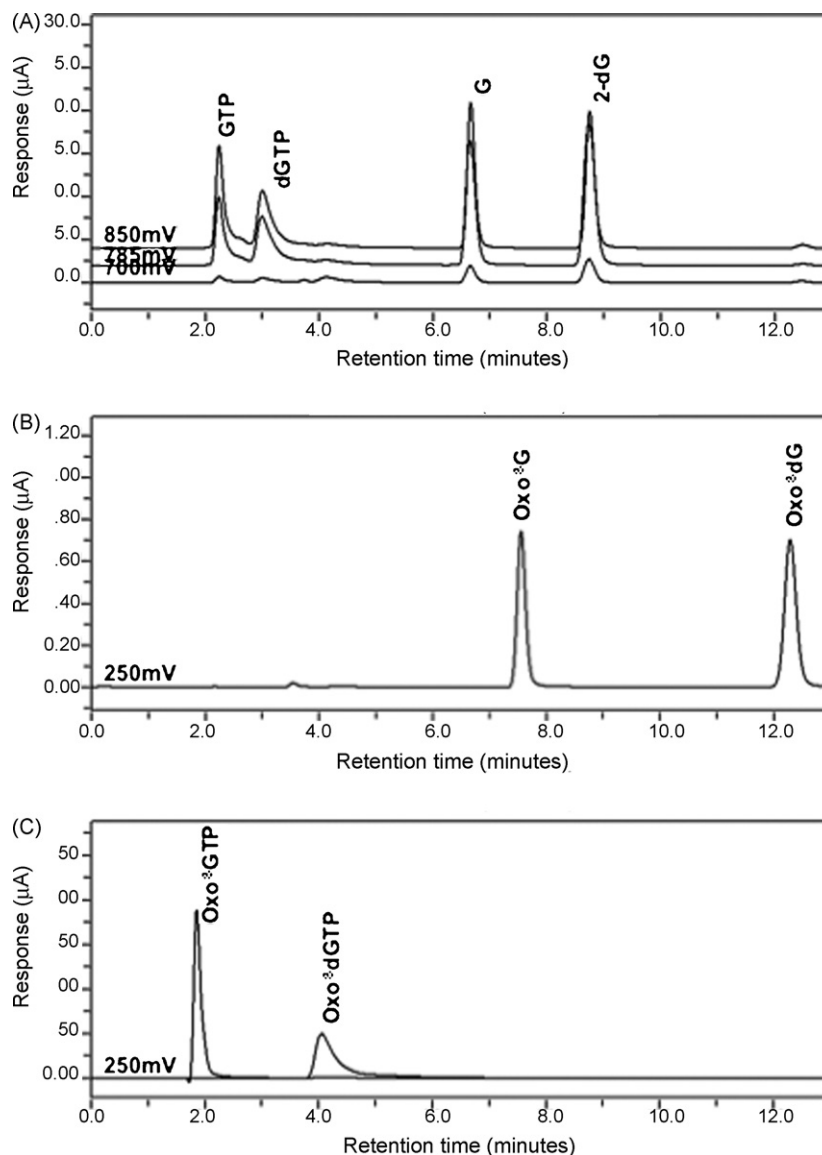 (A)
Response (µA)
30.0
5.0
0.0
5.0
0.0
5.0
0.0
GTP
dGTP
G
2-dG
850mV
785mV
700mV
0.0 2.0 4.0 6.0 8.0 10.0 12.0
Retention time (minutes)
(B)
Response (µA)
1.20
.00
0.80
.60
.40
0.20
0.00
Oxo⁸G
Oxo⁸dG
250mV
0.0 2.0 4.0 6.0 8.0 10.0 12.0
Retention time (minutes)
(C)
Response (µA)
50
00
50
00
50
0.00
Oxo⁸GTP
Oxo⁸dGTP
250mV
0.0 2.0 4.0 6.0 8.0 10.0 12.0
Retention time (minutes)